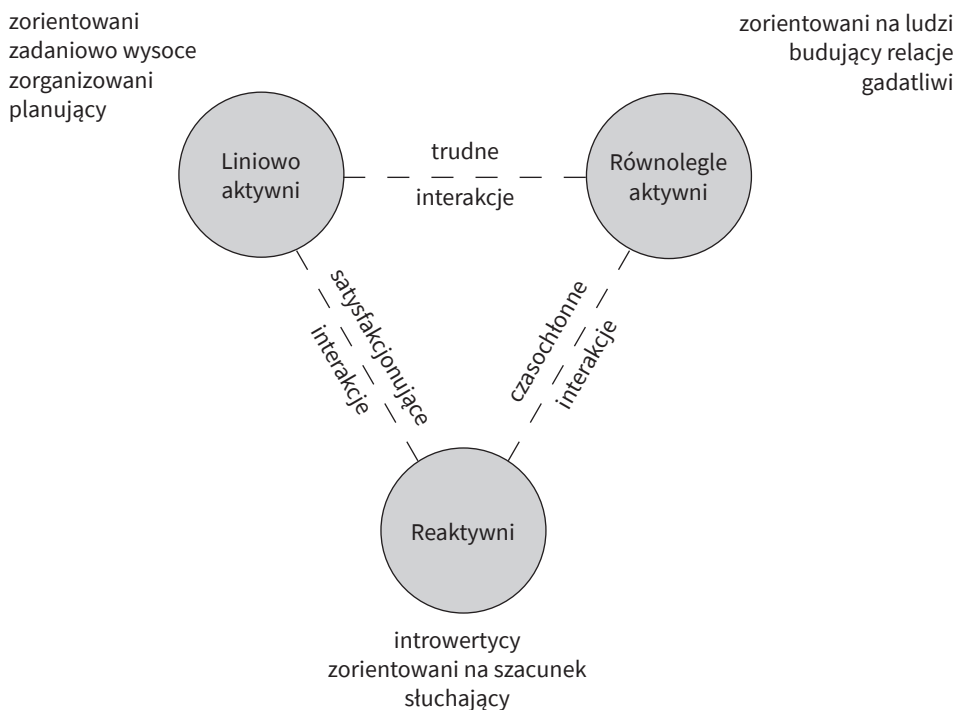 zorientowani
zadaniowo wysoce
zorganizowani
planujący
zorientowani na ludzi
budujący relacje
gadatliwi
Liniowo
aktywni
trudne
interakcje
Równolegle
aktywni
satysfakcjonujące
interakcje
czasochłonne
interakcje
Reaktywni
introwertycy
zorientowani na szacunek
słuchający